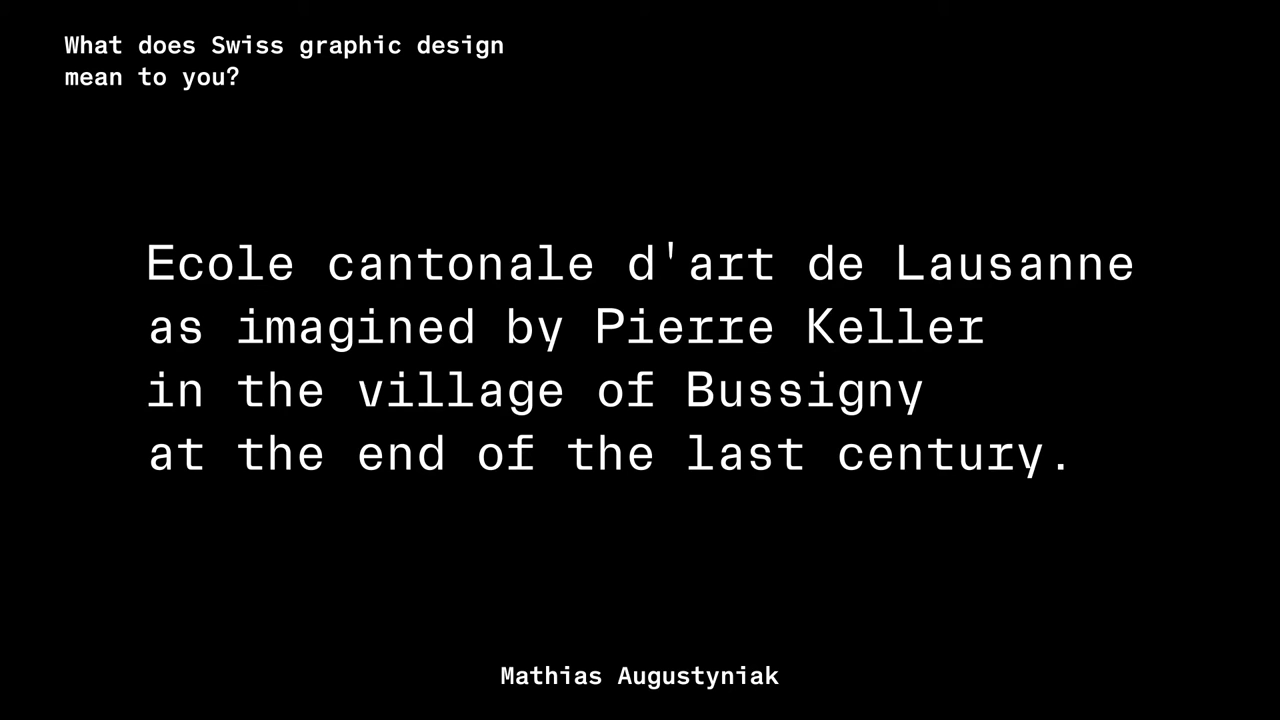 What does Swiss graphic design
mean to you?
Ecole cantonale d'art de Lausanne
as imagined by Pierre Keller
in the village of Bussigny
at the end of the last century.
Mathias Augustyniak